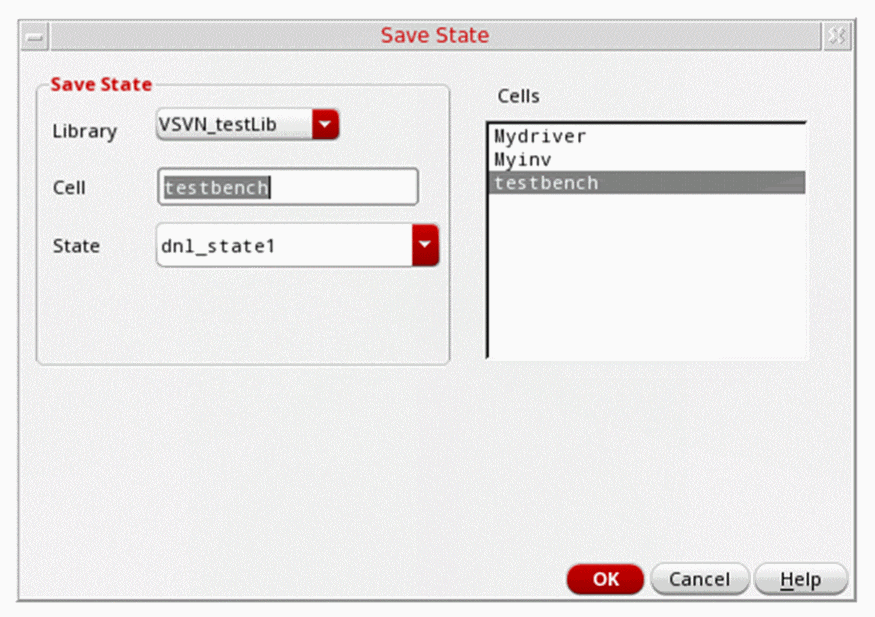 Save State
Save State
Library VSVN_testLib
Cell testbench
State dnl_state1
Cells
Mydriver
Myinv
testbench
OK Cancel Help